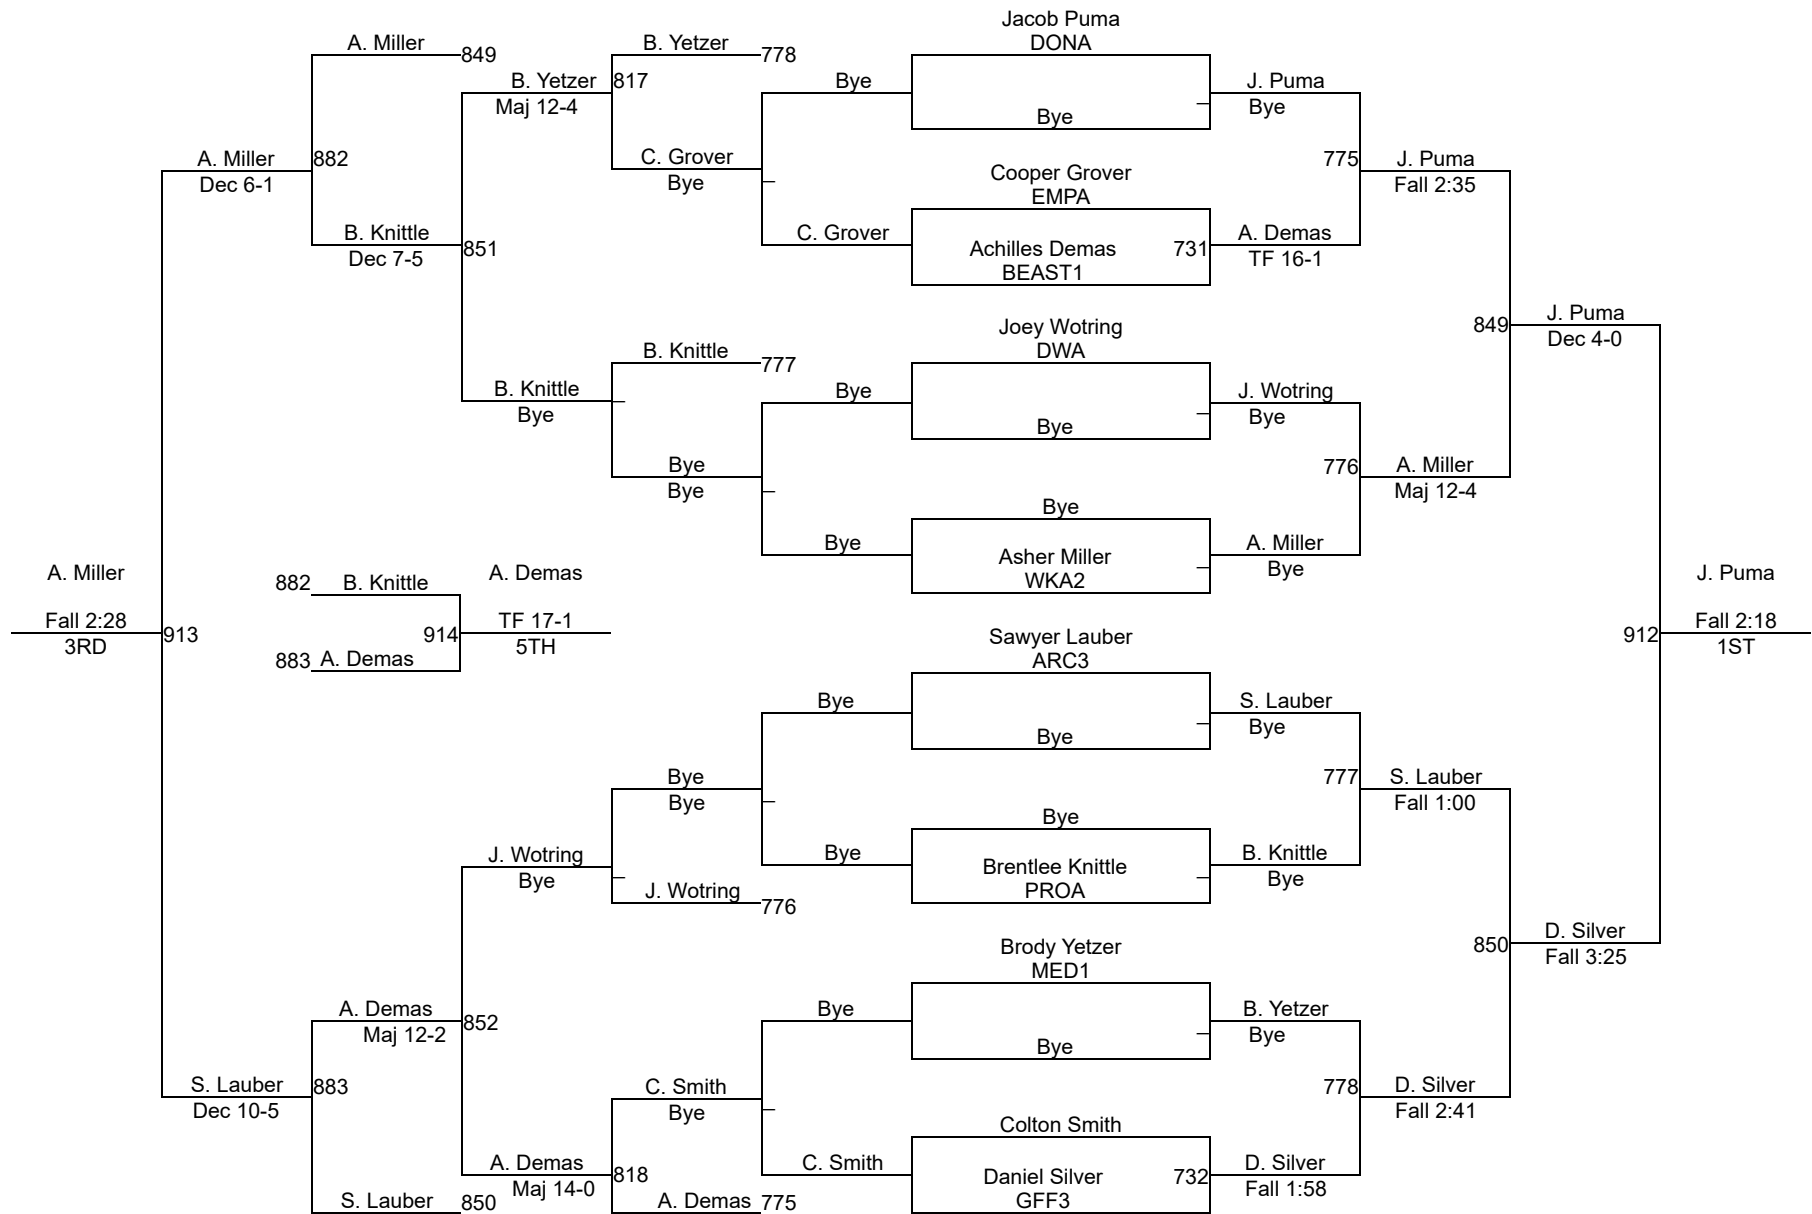 Jacob Puma
DONA
A. Miller
849
B. Yetzer
778
B. Yetzer
817
Maj 12-4
Bye
Bye
J. Puma
Bye
A. Miller
882
Dec 6-1
C. Grover
Bye
Cooper Grover
EMPA
775
J. Puma
Fall 2:35
B. Knittle
851
Dec 7-5
C. Grover
Achilles Demas
BEAST1
731
A. Demas
TF 16-1
Joey Wotring
DWA
849
J. Puma
Dec 4-0
B. Knittle
777
B. Knittle
Bye
Bye
Bye
J. Wotring
Bye
Bye
Bye
776
A. Miller
Maj 12-4
Bye
Bye
Asher Miller
WKA2
A. Miller
Bye
A. Miller
Fall 2:28
3RD
913
882
B. Knittle
883
A. Demas
914
A. Demas
TF 17-1
5TH
J. Puma
912
Fall 2:18
1ST
Sawyer Lauber
ARC3
Bye
Bye
S. Lauber
Bye
Bye
Bye
777
S. Lauber
Fall 1:00
Bye
Bye
Brentlee Knittle
PROA
B. Knittle
Bye
J. Wotring
Bye
J. Wotring
776
Brody Yetzer
MED1
850
D. Silver
Fall 3:25
A. Demas
852
Maj 12-2
Bye
Bye
B. Yetzer
Bye
S. Lauber
883
Dec 10-5
C. Smith
Bye
778
D. Silver
Fall 2:41
Colton Smith
A. Demas
818
Maj 14-0
C. Smith
Daniel Silver
GFF3
732
D. Silver
Fall 1:58
S. Lauber
850
A. Demas
775